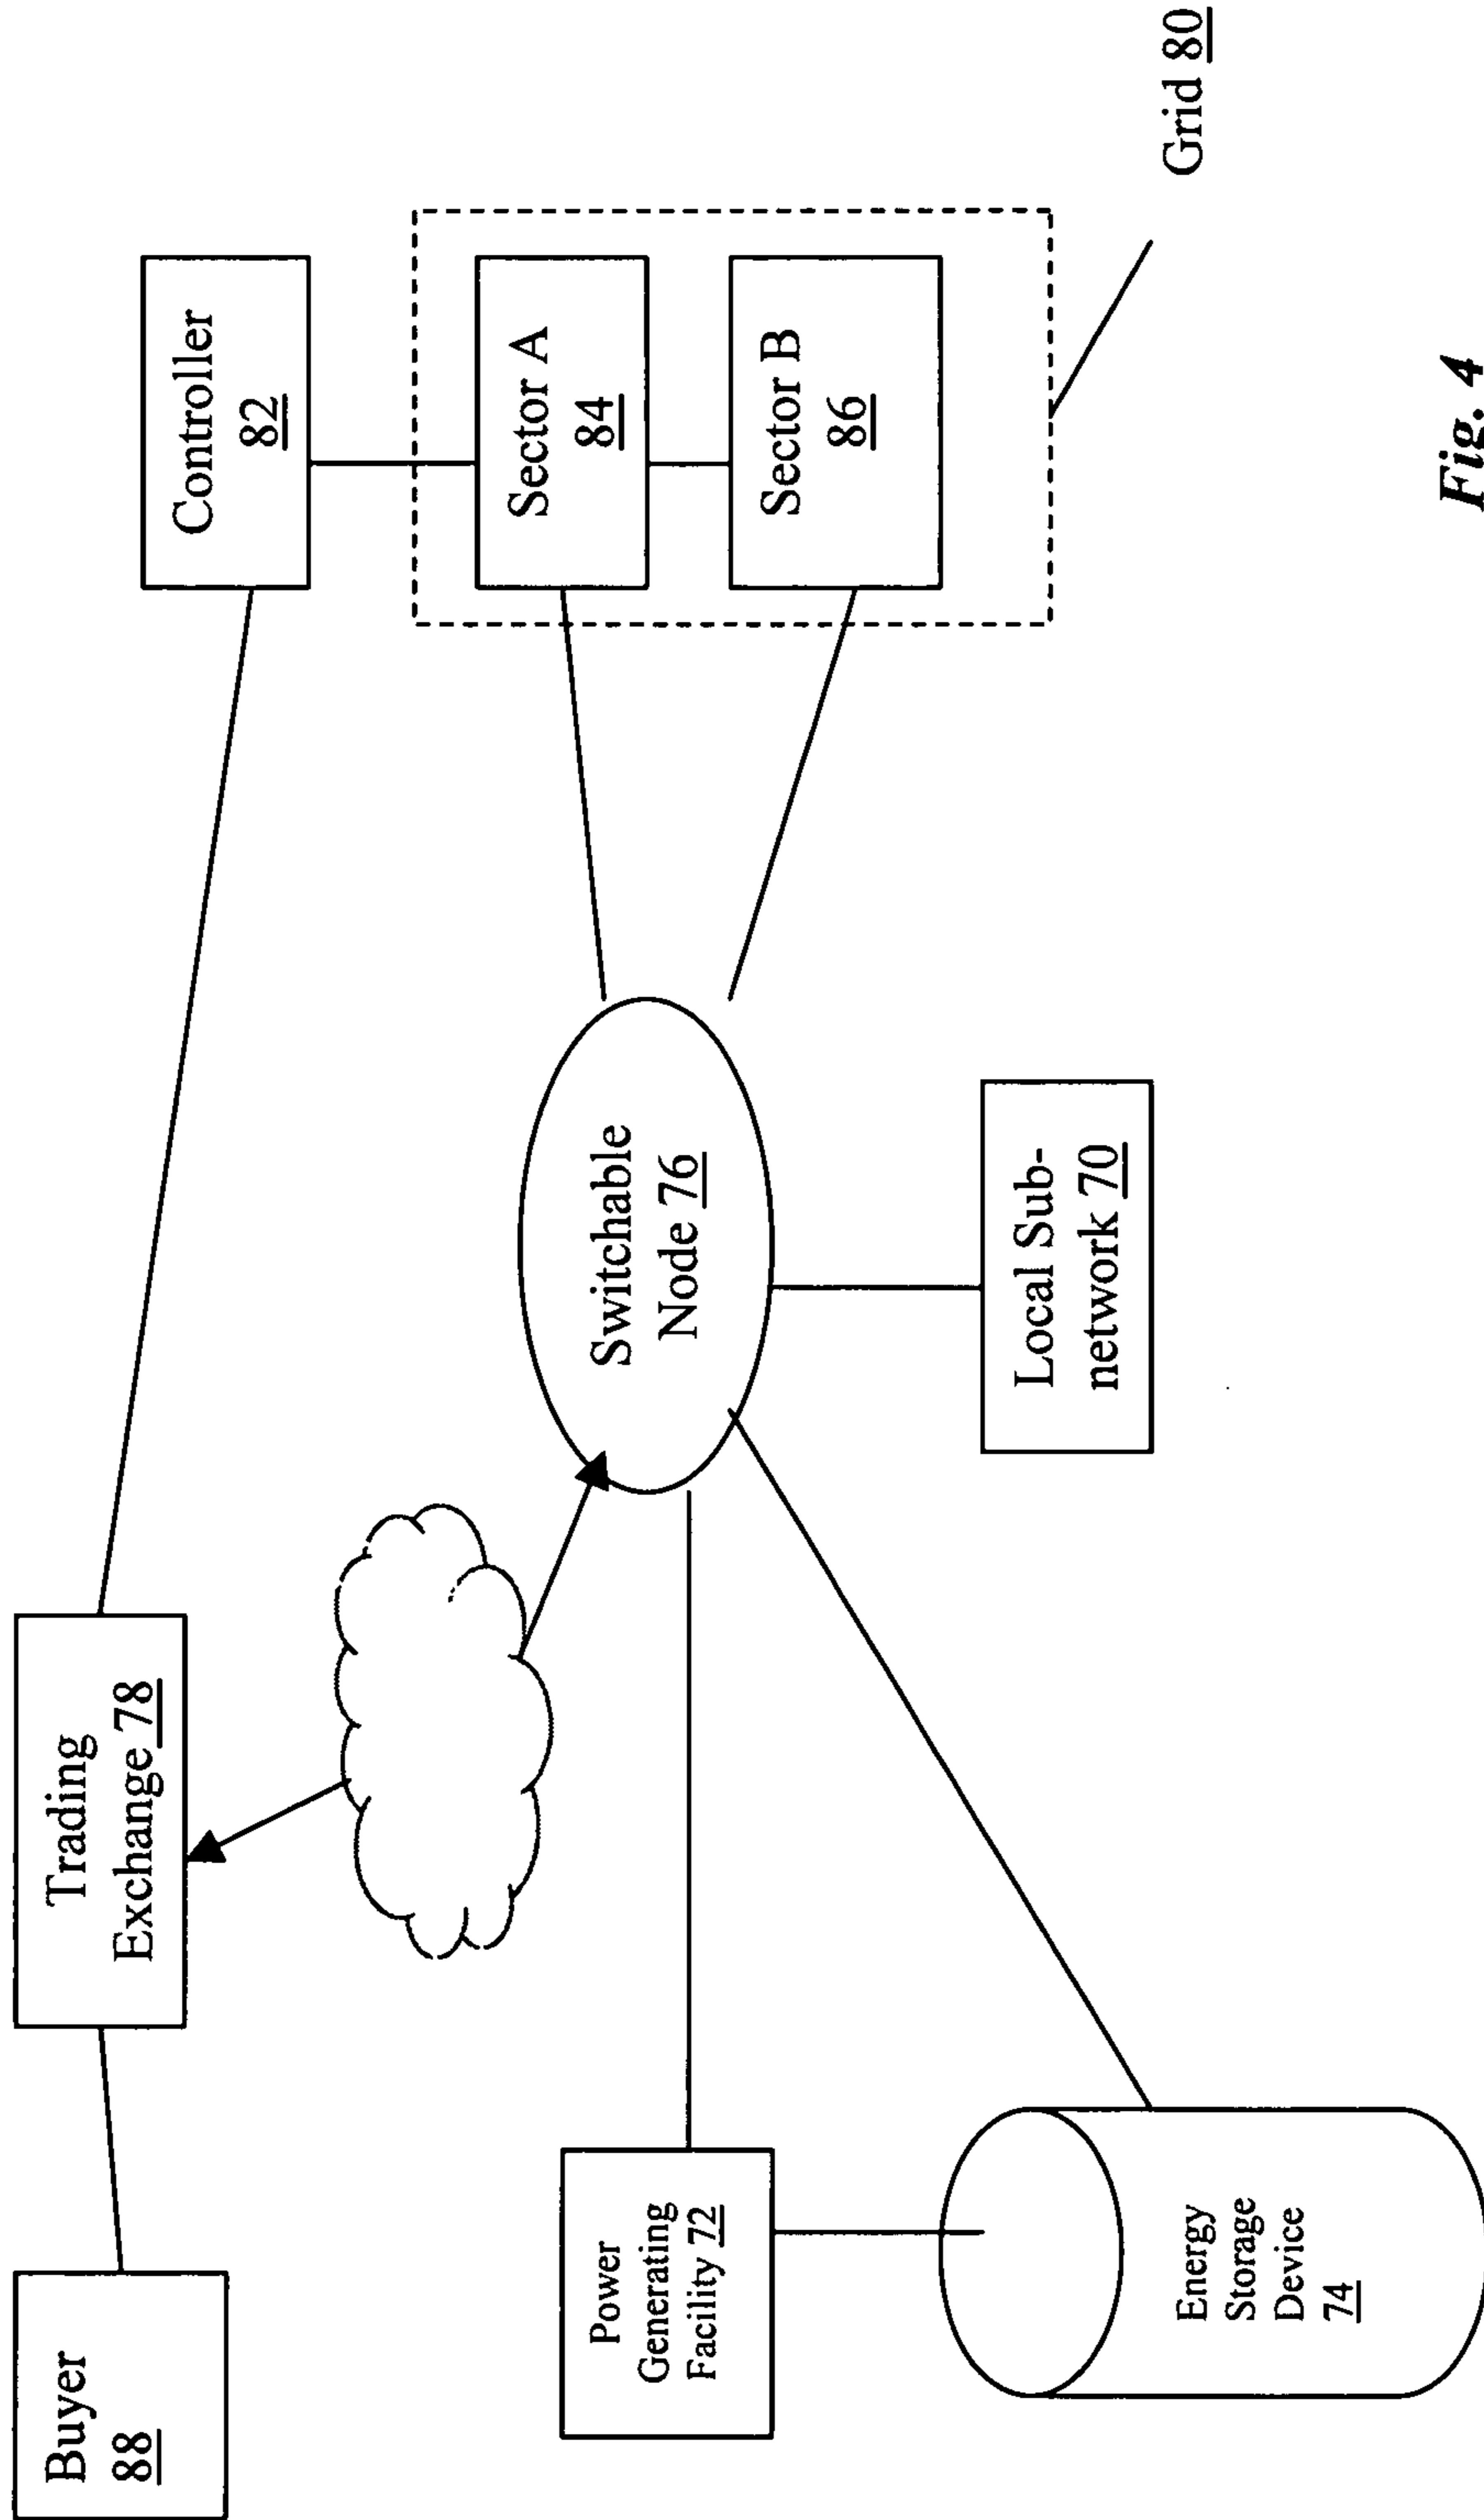 Buyer
88
Trading
Exchange 78
Controller
82
Power
Generating
Facility 72
Switchable
Node 76
Sector A
84
Sector B
86
Energy
Storage
Device
74
Local Sub-
network 70
Grid 80
Fig. 4